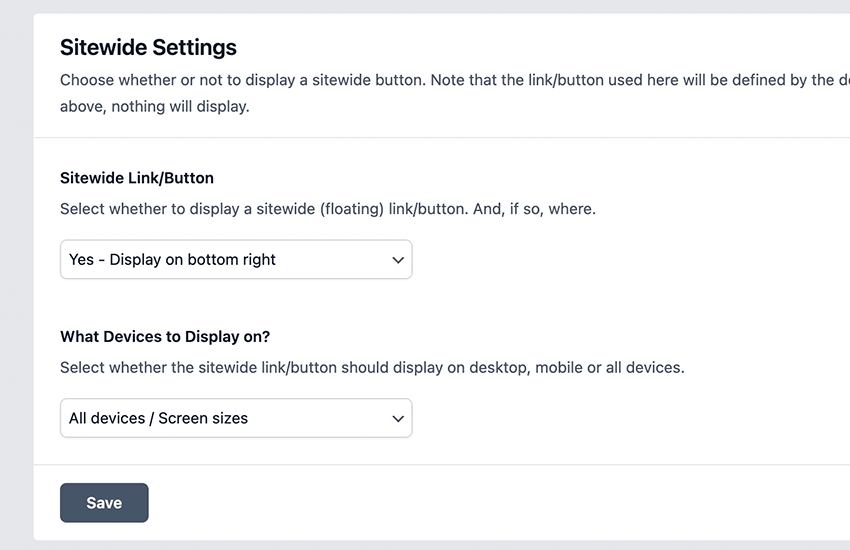 Sitewide Settings
Choose whether or not to display a sitewide button. Note that the link/button used here will be defined by the
above, nothing will display.
Sitewide Link/Button
Select whether to display a sitewide (floating) link/button. And, if so, where.
Yes - Display on bottom right
What Devices to Display on?
Select whether the sitewide link/button should display on desktop, mobile or all devices.
All devices / Screen sizes
Save